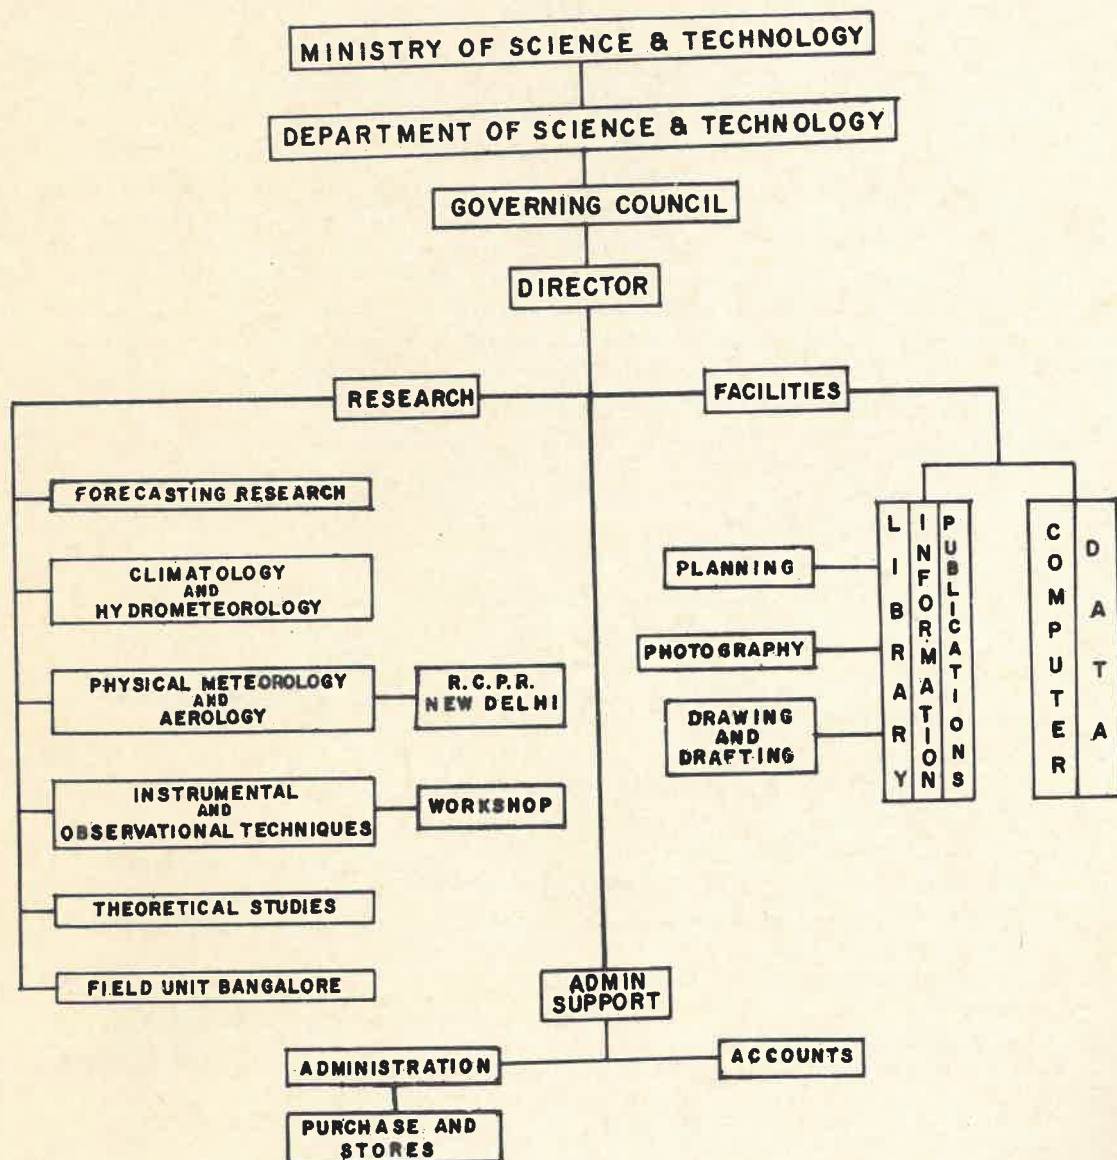 MINISTRY OF SCIENCE & TECHNOLOGY
DEPARTMENT OF SCIENCE & TECHNOLOGY
GOVERNING COUNCIL
DIRECTOR
RESEARCH
FACILITIES
FORECASTING RESEARCH
CLIMATOLOGY
AND
HYDROMETEOROLOGY
PHYSICAL METEOROLOGY
AND
AEROLOGY
R.C.P.R.
NEW DELHI
INSTRUMENTAL
AND
OBSERVATIONAL TECHNIQUES
WORKSHOP
THEORETICAL STUDIES
FIELD UNIT BANGALORE
PLANNING
PHOTOGRAPHY
DRAWING
AND
DRAFTING
LIBRARY
INFORMATION
PUBLICATIONS
COMPUTER
DATA
ADMIN
SUPPORT
ADMINISTRATION
ACCOUNTS
PURCHASE AND
STORES